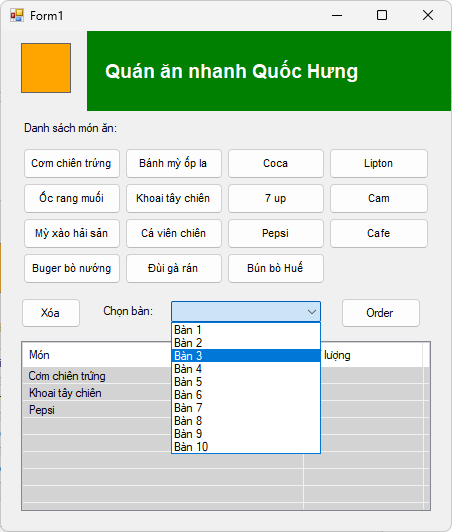 Form1
Quán ăn nhanh Quốc Hưng
Danh sách món ăn:
Cơm chiên trứng Bánh mỳ ốp la Coca Lipton
Ốc rang muối Khoai tây chiên 7 up Cam
Mỳ xào hải sản Cá viên chiên Pepsi Cafe
Buger bò nướng Đùi gà rán Bún bò Huế
Xóa Chọn bàn: Order
Bàn 1
Bàn 2
Bàn 3
Bàn 4
Bàn 5
Bàn 6
Bàn 7
Bàn 8
Bàn 9
Bàn 10
Món lượng
Cơm chiên trứng
Khoai tây chiên
Pepsi